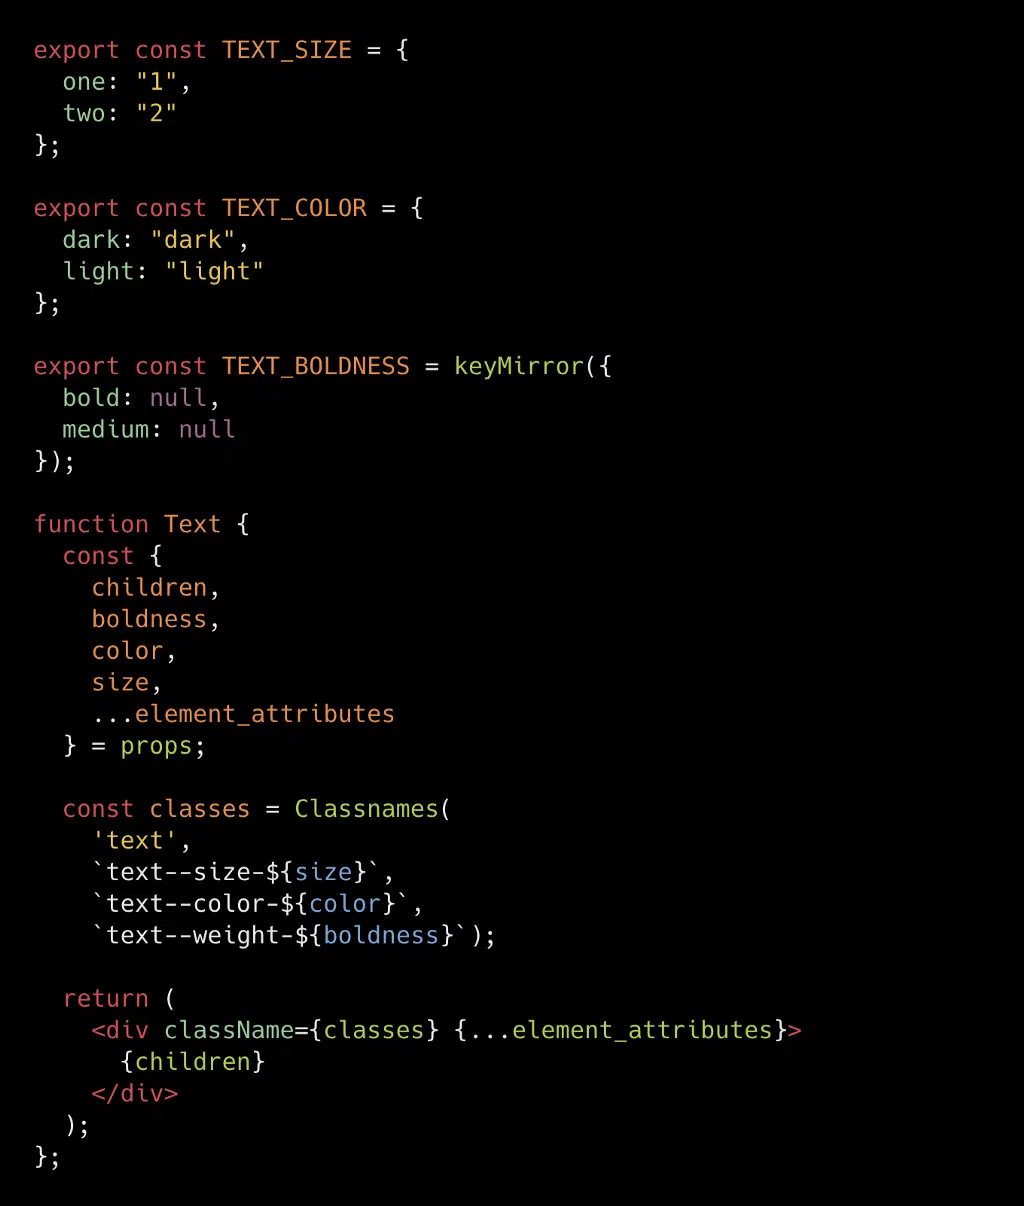 export const TEXT_SIZE = {
  one: "1",
  two: "2"
};

export const TEXT_COLOR = {
  dark: "dark",
  light: "light"
};

export const TEXT_BOLDNESS = keyMirror({
  bold: null,
  medium: null
});

function Text {
  const {
    children,
    boldness,
    color,
    size,
    ...element_attributes
  } = props;

  const classes = Classnames(
    'text',
    `text--size-${size}`,
    `text--color-${color}`,
    `text--weight-${boldness}`);

  return (
    <div className={classes} {...element_attributes}>
      {children}
    </div>
  );
};